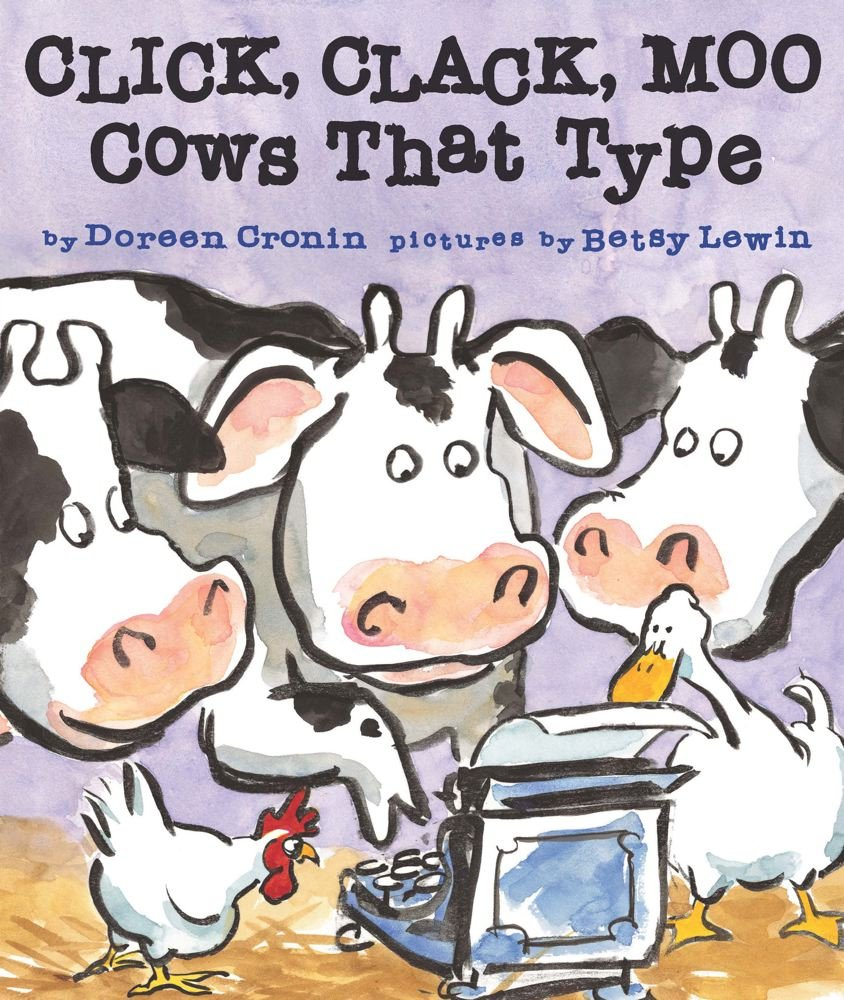 CLICK, CLACK, MOO
Cows That Type
by Doreen Cronin pictures by Betsy Lewin